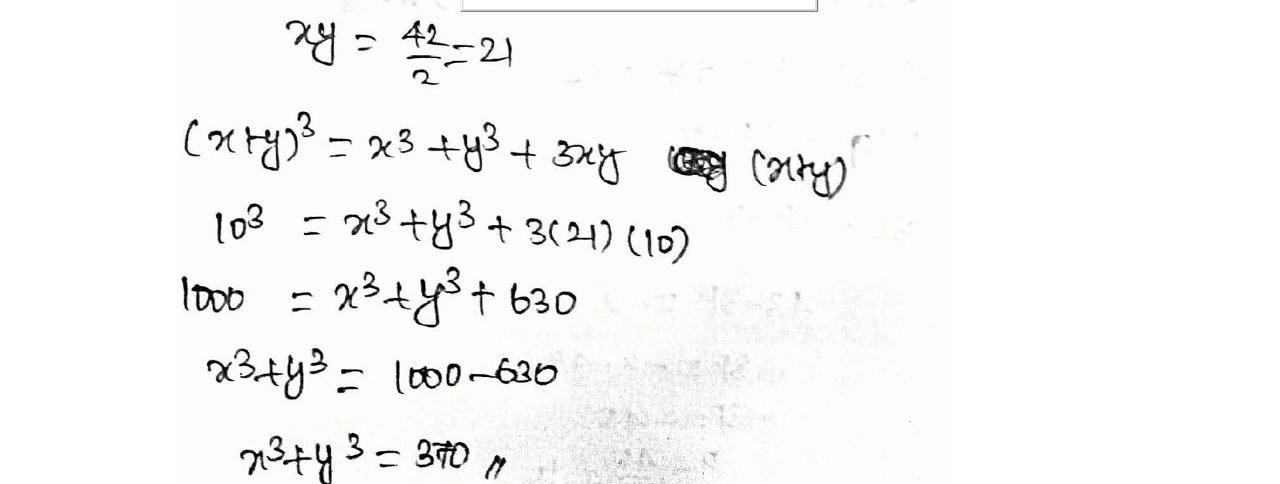 xy = 42/2 = 21
(x+y)³ = x³ + y³ + 3xy (x+y)
10³ = x³ + y³ + 3(21) (10)
1000 = x³ + y³ + 630
x³ + y³ = 1000 - 630
x³ + y³ = 370 〃